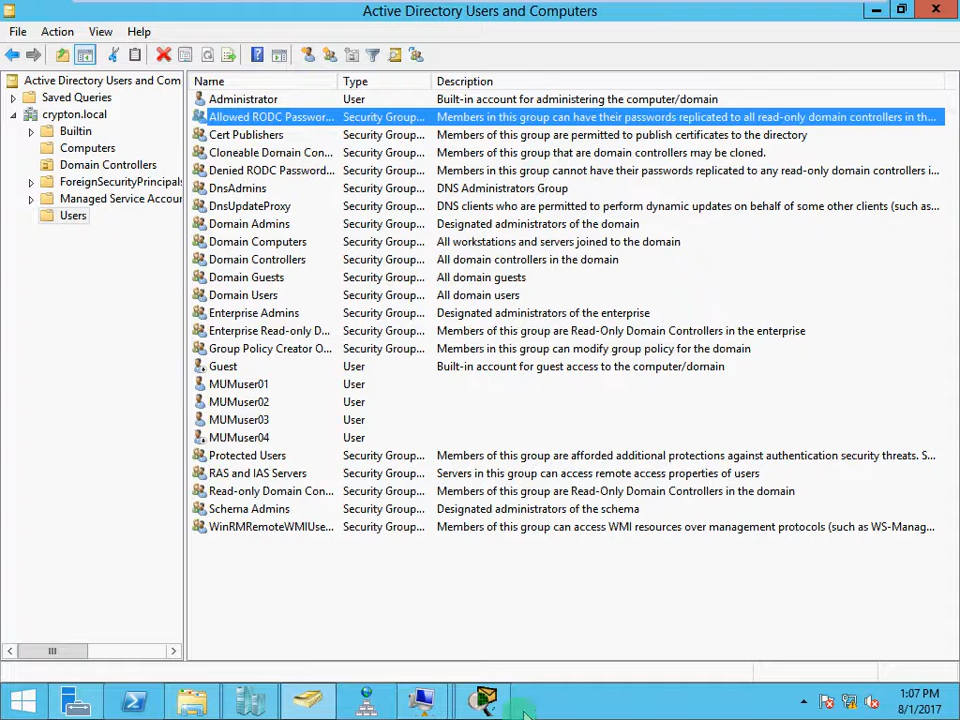 Active Directory Users and Computers
File Action View Help
Active Directory Users and Com
Saved Queries
crypton.local
Builtin
Computers
Domain Controllers
ForeignSecurityPrincipals
Managed Service Accour
Users
Name Type Description
Administrator User Built-in account for administering the computer/domain
Allowed RODC Passwor... Security Group... Members in this group can have their passwords replicated to all read-only domain controllers in th...
Cert Publishers Security Group... Members of this group are permitted to publish certificates to the directory
Cloneable Domain Con... Security Group... Members of this group that are domain controllers may be cloned.
Denied RODC Password... Security Group... Members in this group cannot have their passwords replicated to any read-only domain controllers i...
DnsAdmins Security Group... DNS Administrators Group
DnsUpdateProxy Security Group... DNS clients who are permitted to perform dynamic updates on behalf of some other clients (such as...
Domain Admins Security Group... Designated administrators of the domain
Domain Computers Security Group... All workstations and servers joined to the domain
Domain Controllers Security Group... All domain controllers in the domain
Domain Guests Security Group... All domain guests
Domain Users Security Group... All domain users
Enterprise Admins Security Group... Designated administrators of the enterprise
Enterprise Read-only D... Security Group... Members of this group are Read-Only Domain Controllers in the enterprise
Group Policy Creator O... Security Group... Members in this group can modify group policy for the domain
Guest User Built-in account for guest access to the computer/domain
MUMuser01 User
MUMuser02 User
MUMuser03 User
MUMuser04 User
Protected Users Security Group... Members of this group are afforded additional protections against authentication security threats. S...
RAS and IAS Servers Security Group... Servers in this group can access remote access properties of users
Read-only Domain Con... Security Group... Members of this group are Read-Only Domain Controllers in the domain
Schema Admins Security Group... Designated administrators of the schema
WinRMRemoteWMIUse... Security Group... Members of this group can access WMI resources over management protocols (such as WS-Manag...
1:07 PM
8/1/2017